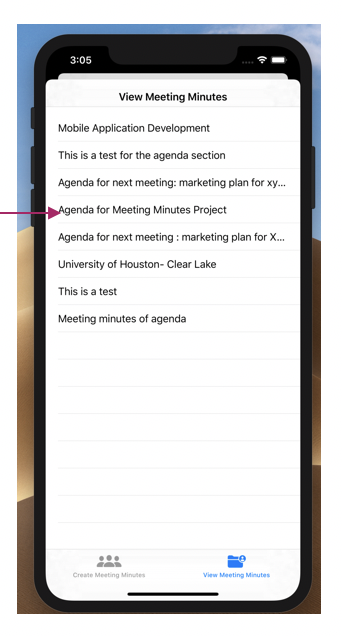 3:05
View Meeting Minutes
Mobile Application Development
This is a test for the agenda section
Agenda for next meeting: marketing plan for xy...
Agenda for Meeting Minutes Project
Agenda for next meeting : marketing plan for X...
University of Houston- Clear Lake
This is a test
Meeting minutes of agenda
Create Meeting Minutes
View Meeting Minutes